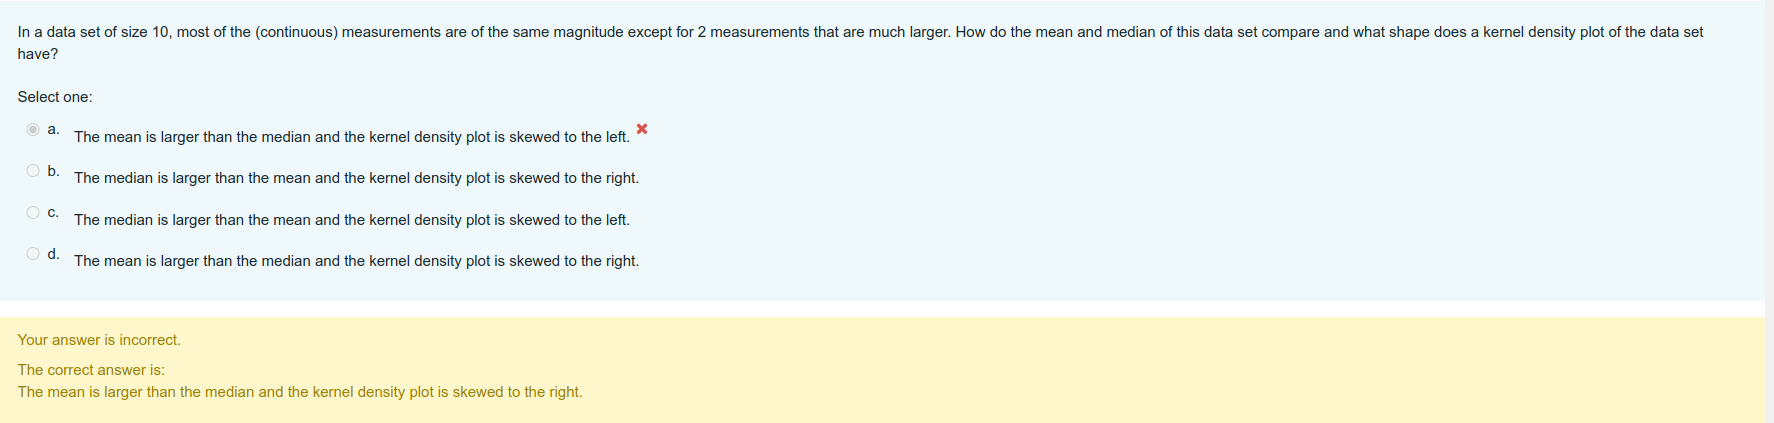 In a data set of size 10, most of the (continuous) measurements are of the same magnitude except for 2 measurements that are much larger. How do the mean and median of this data set compare and what shape does a kernel density plot of the data set
have?
Select one:
a. The mean is larger than the median and the kernel density plot is skewed to the left.
b. The median is larger than the mean and the kernel density plot is skewed to the right.
c. The median is larger than the mean and the kernel density plot is skewed to the left.
d. The mean is larger than the median and the kernel density plot is skewed to the right.
Your answer is incorrect.
The correct answer is:
The mean is larger than the median and the kernel density plot is skewed to the right.